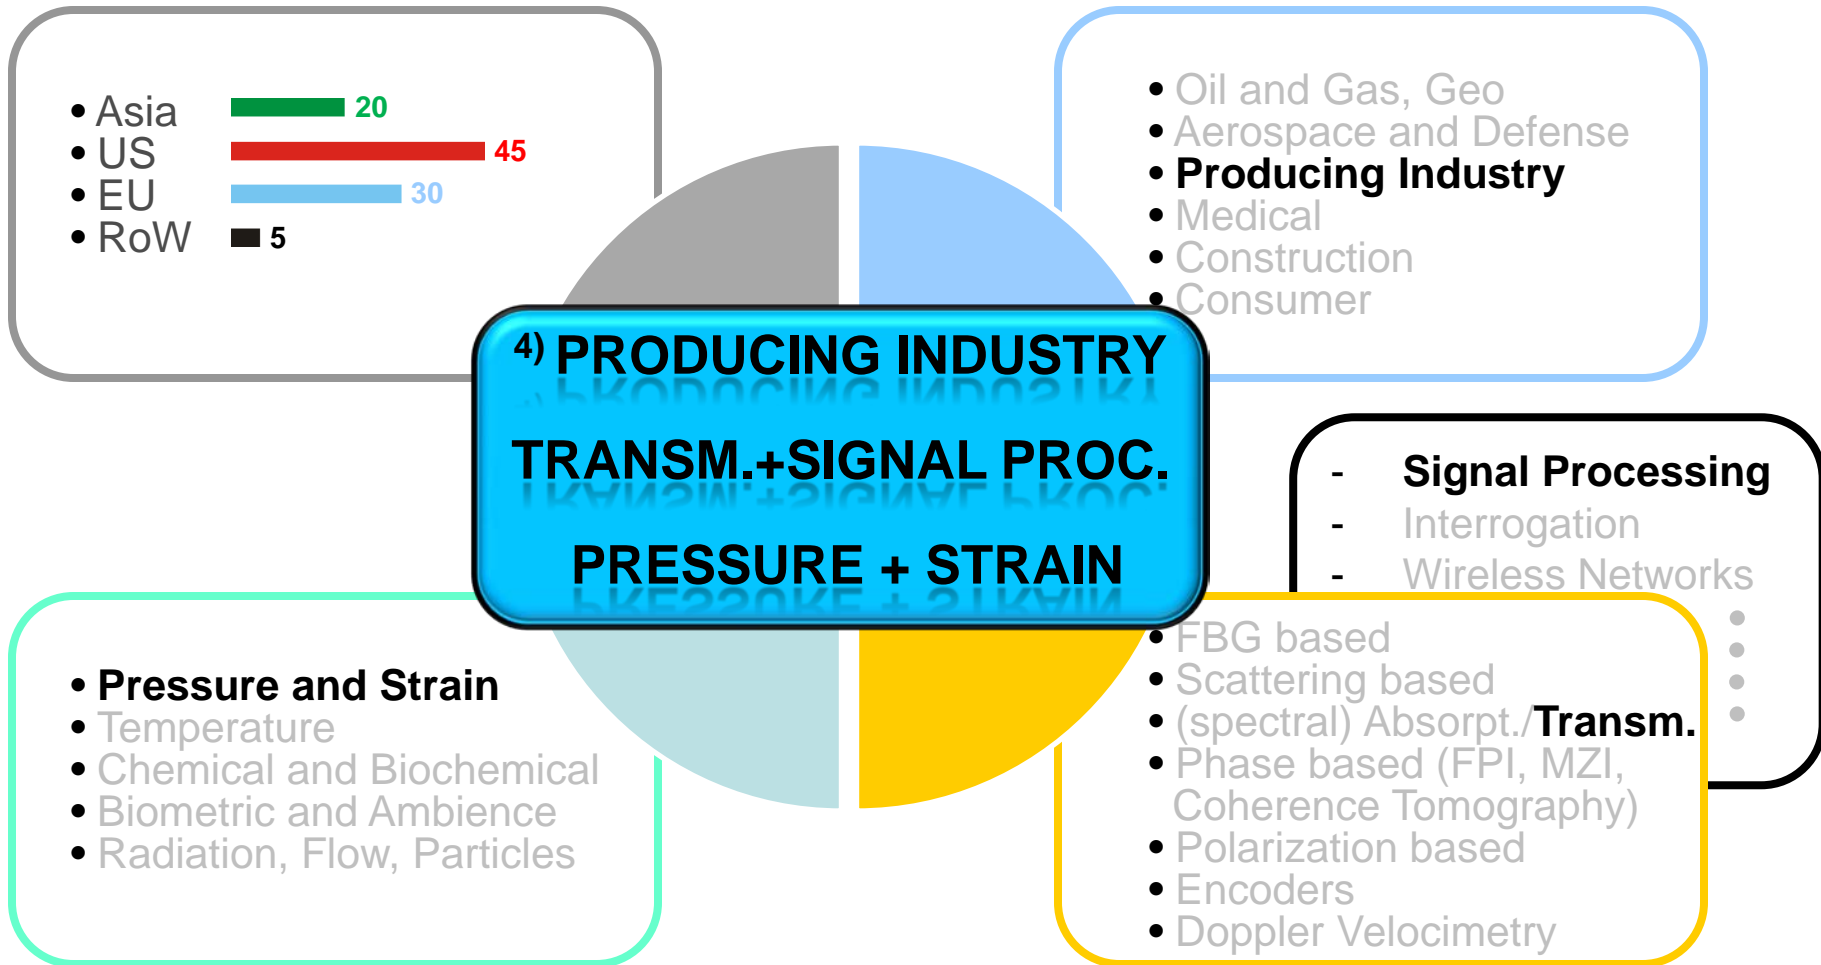 • Asia 20
• US 45
• EU 30
• RoW 5
• Oil and Gas, Geo
• Aerospace and Defense
• Producing Industry
• Medical
• Construction
• Consumer
4) PRODUCING INDUSTRY
TRANSM.+SIGNAL PROC.
PRESSURE + STRAIN
- Signal Processing
- Interrogation
- Wireless Networks
• Pressure and Strain
• Temperature
• Chemical and Biochemical
• Biometric and Ambience
• Radiation, Flow, Particles
• FBG based
• Scattering based
• (spectral) Absorpt./Transm.
• Phase based (FPI, MZI,
Coherence Tomography)
• Polarization based
• Encoders
• Doppler Velocimetry